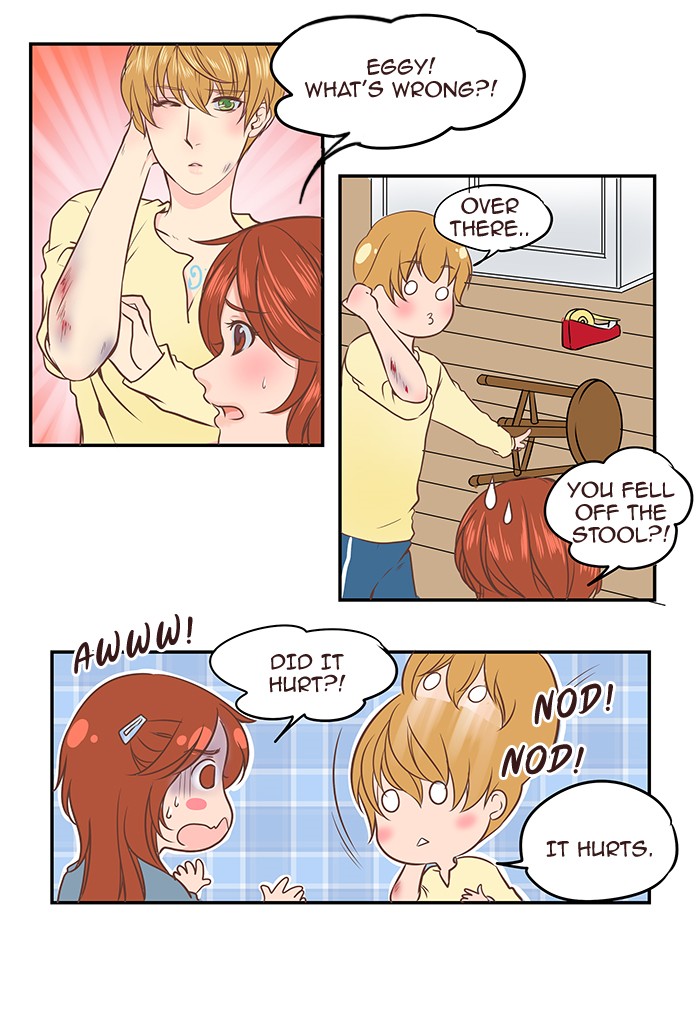 EGGY!
WHAT'S WRONG?!
OVER
THERE..
YOU FELL
OFF THE
STOOL?!
AWWW!
DID IT
HURT?!
NOD!
NOD!
IT HURTS.